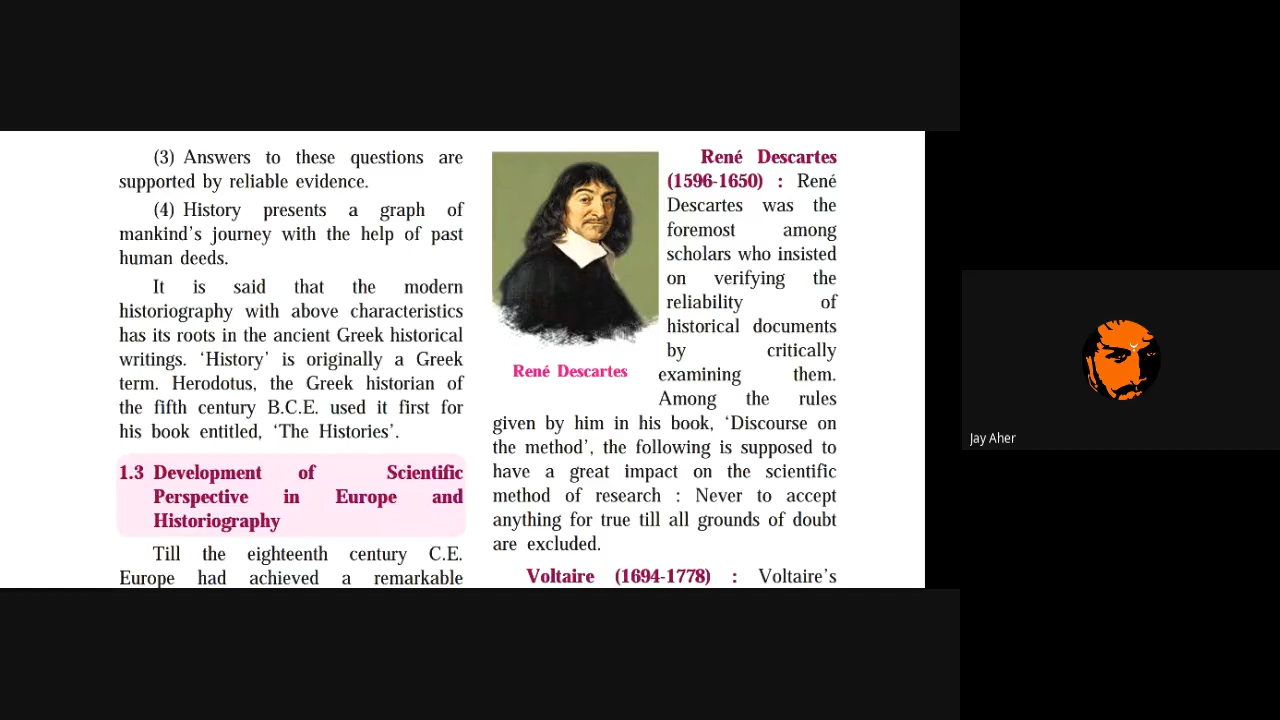 (3) Answers to these questions are
supported by reliable evidence.
(4) History presents a graph of
mankind's journey with the help of past
human deeds.
It is said that the modern
historiography with above characteristics
has its roots in the ancient Greek historical
writings. ‘History’ is originally a Greek
term. Herodotus, the Greek historian of
the fifth century B.C.E. used it first for
his book entitled, ‘The Histories’.
1.3 Development of Scientific
Perspective in Europe and
Historiography
Till the eighteenth century C.E.
Europe had achieved a remarkable
René Descartes
René Descartes
(1596-1650) : René
Descartes was the
foremost among
scholars who insisted
on verifying the
reliability of
historical documents
by critically
examining them.
Among the rules
given by him in his book, ‘Discourse on
the method’, the following is supposed to
have a great impact on the scientific
method of research : Never to accept
anything for true till all grounds of doubt
are excluded.
Voltaire (1694-1778) : Voltaire's
Jay Aher